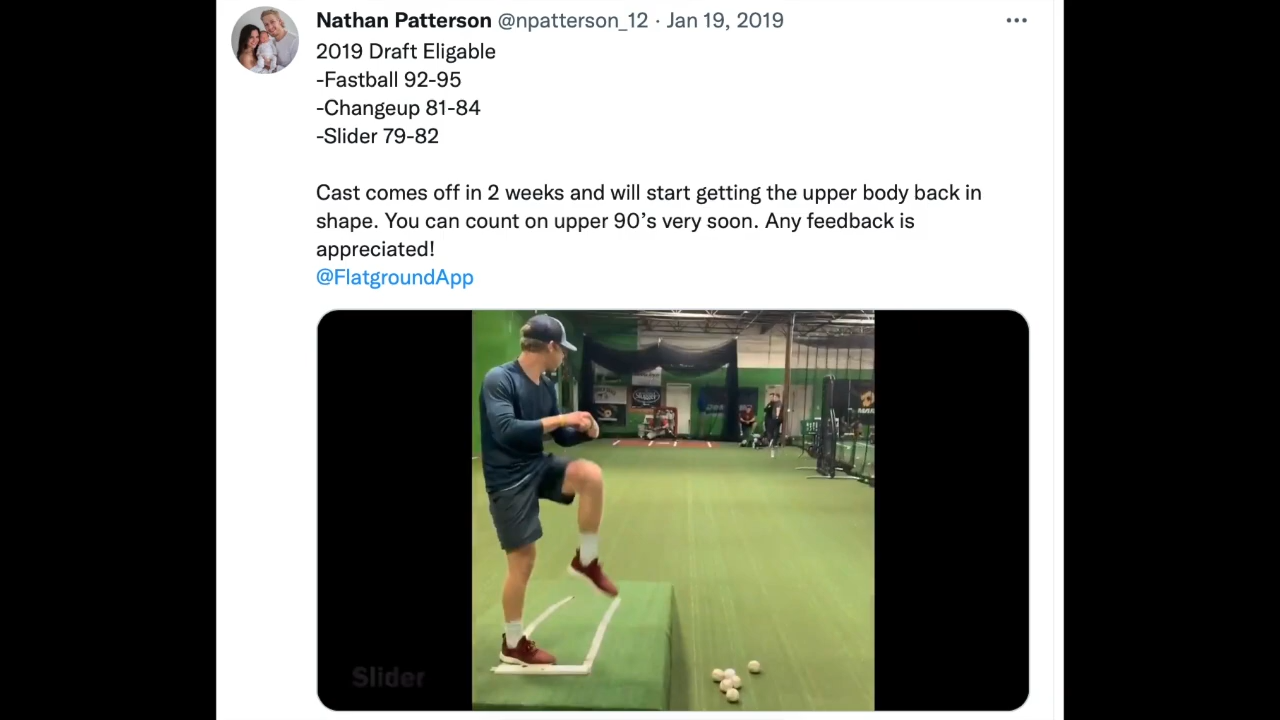 Nathan Patterson @npatterson_12 · Jan 19, 2019
2019 Draft Eligable
-Fastball 92-95
-Changeup 81-84
-Slider 79-82
Cast comes off in 2 weeks and will start getting the upper body back in
shape. You can count on upper 90’s very soon. Any feedback is
appreciated!
@FlatgroundApp
Slider